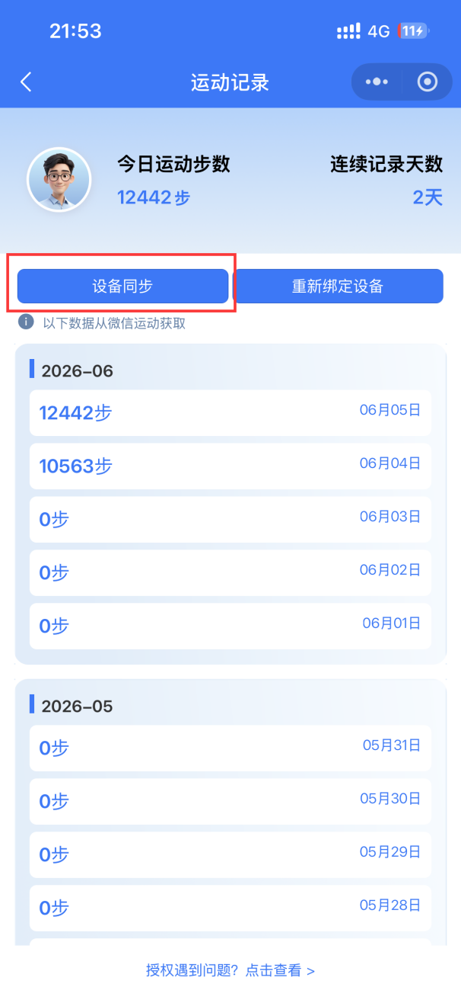 21:53 4G 11
运动记录
今日运动步数 连续记录天数
12442步 2天
设备同步 重新绑定设备
以下数据从微信运动获取
2026-06
12442步 06月05日
10563步 06月04日
0步 06月03日
0步 06月02日
0步 06月01日
2026-05
0步 05月31日
0步 05月30日
0步 05月29日
0步 05月28日
授权遇到问题? 点击查看 >